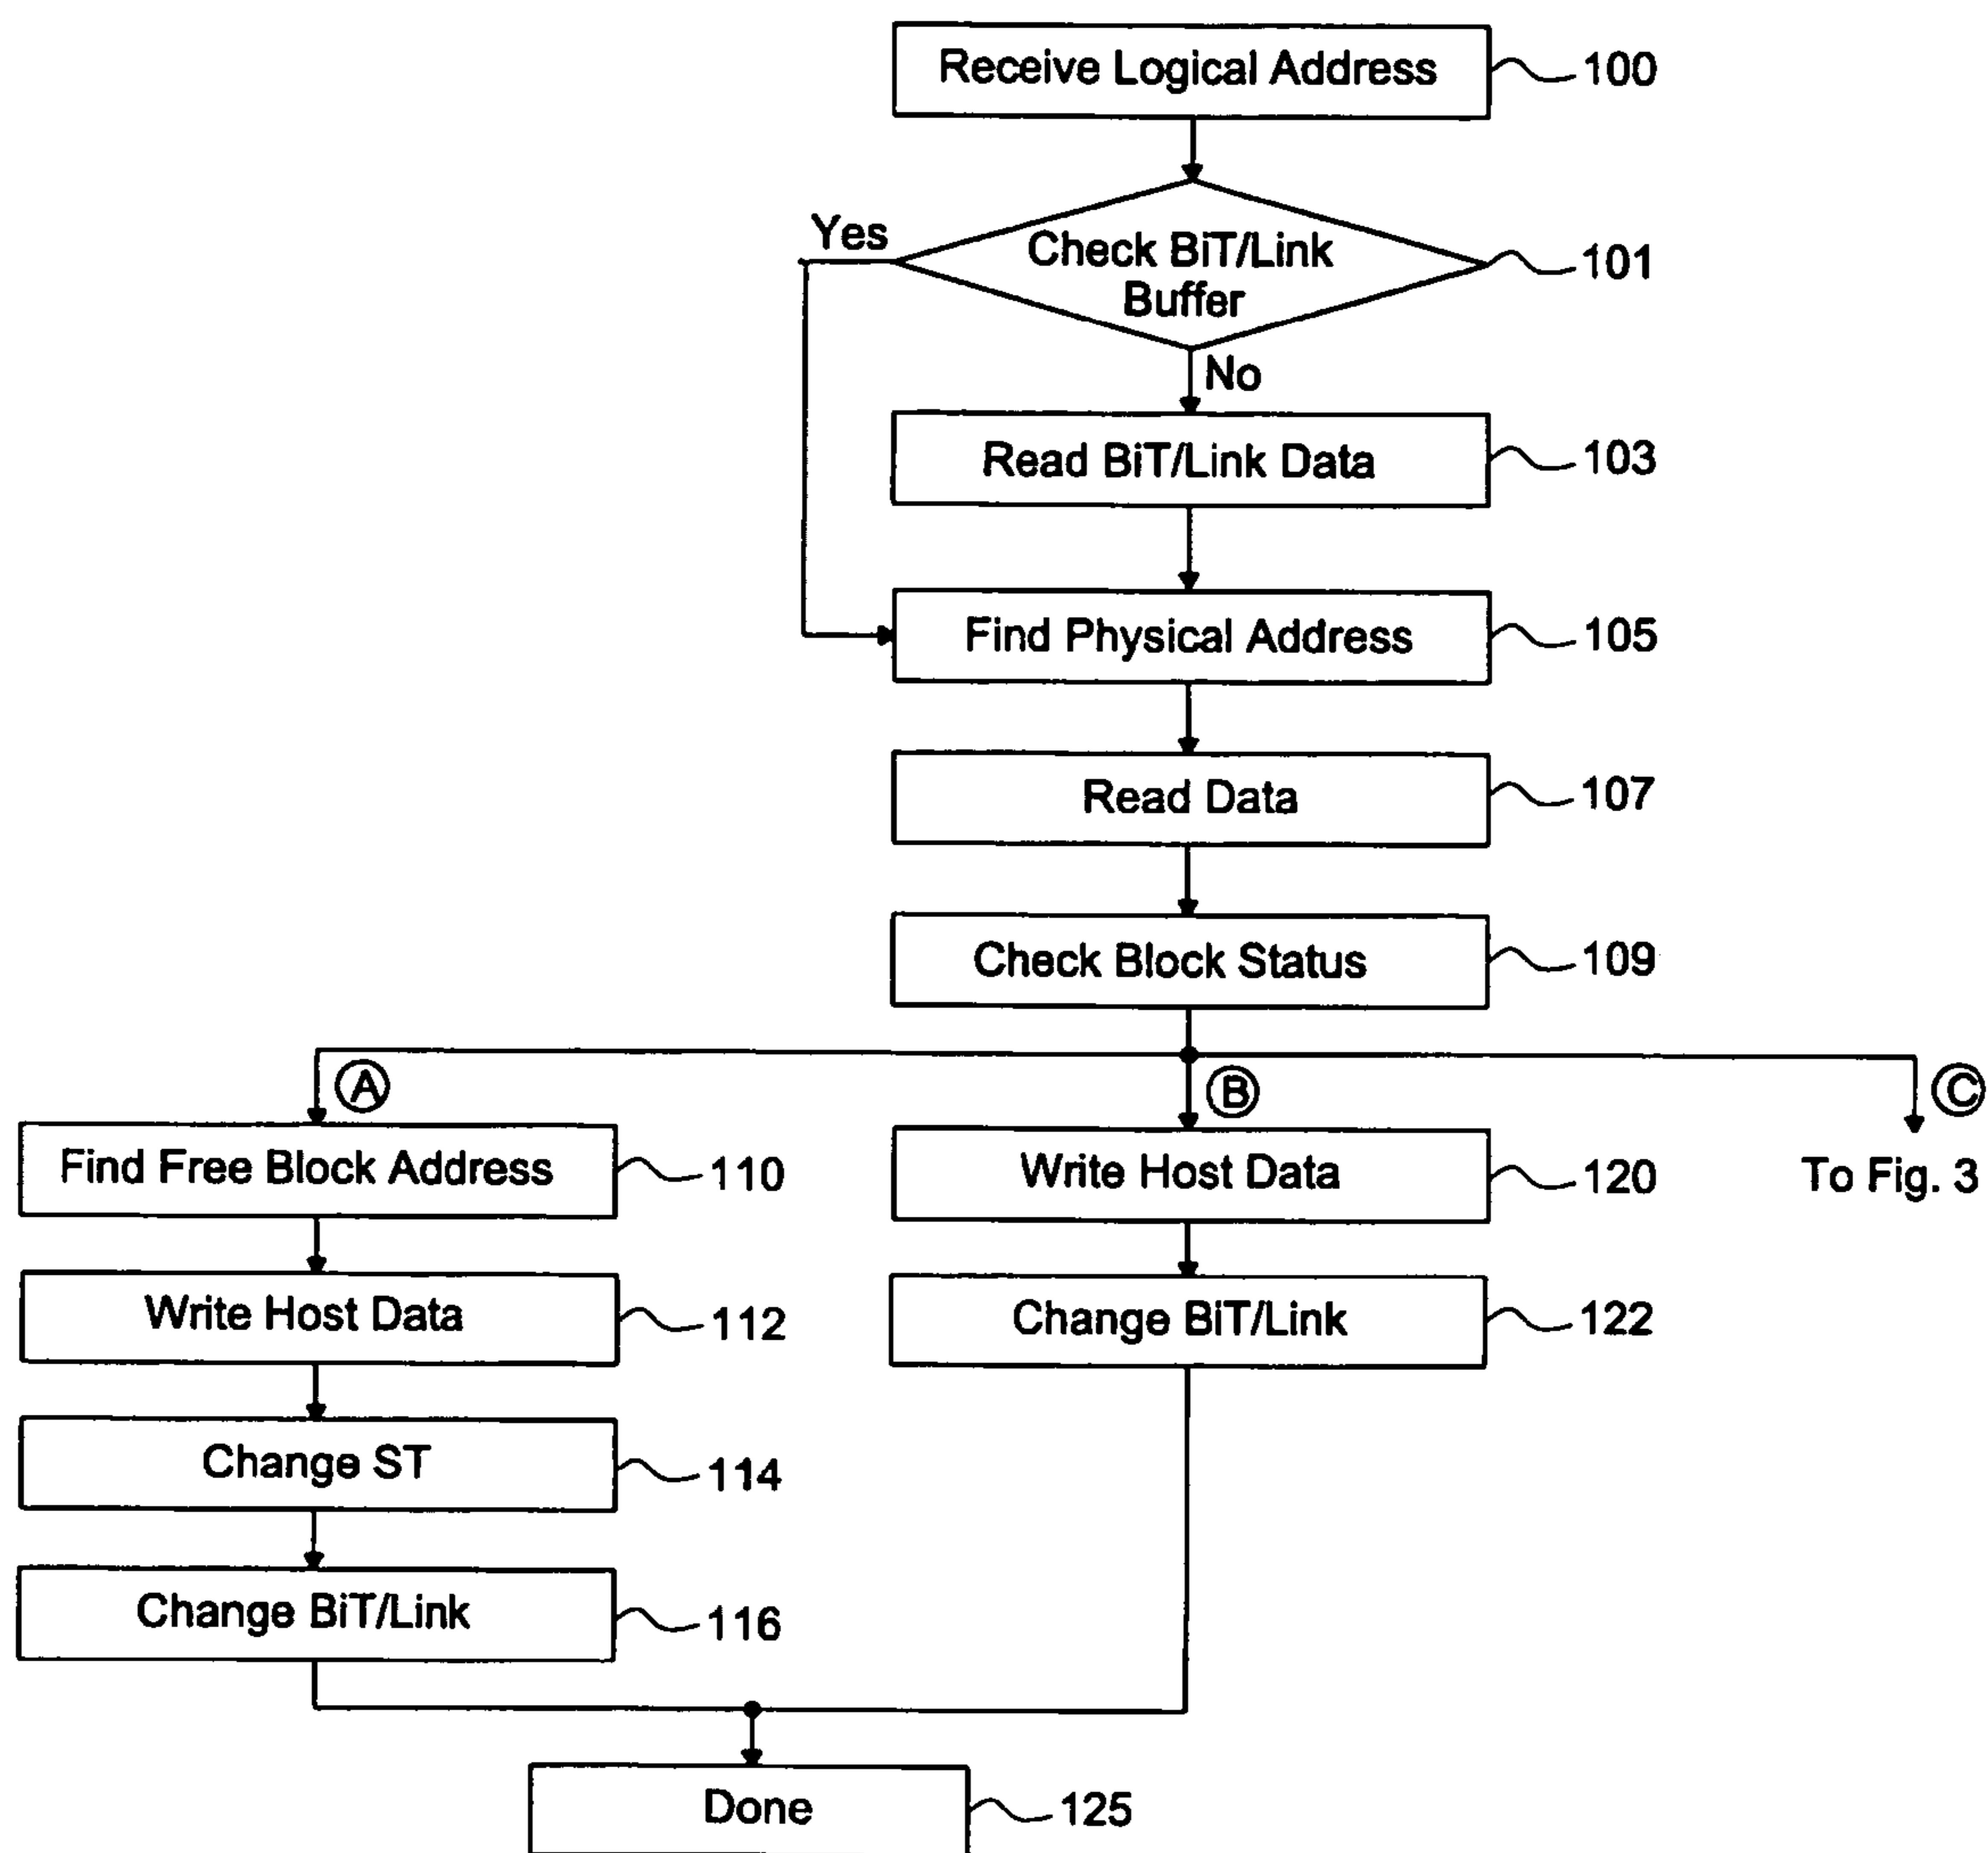 Receive Logical Address
100
Yes
Check BiT/Link
Buffer
101
No
Read BiT/Link Data
103
Find Physical Address
105
Read Data
107
Check Block Status
109
A
B
C
Find Free Block Address
110
Write Host Data
120
To Fig. 3
Write Host Data
112
Change BiT/Link
122
Change ST
114
Change BiT/Link
116
Done
125